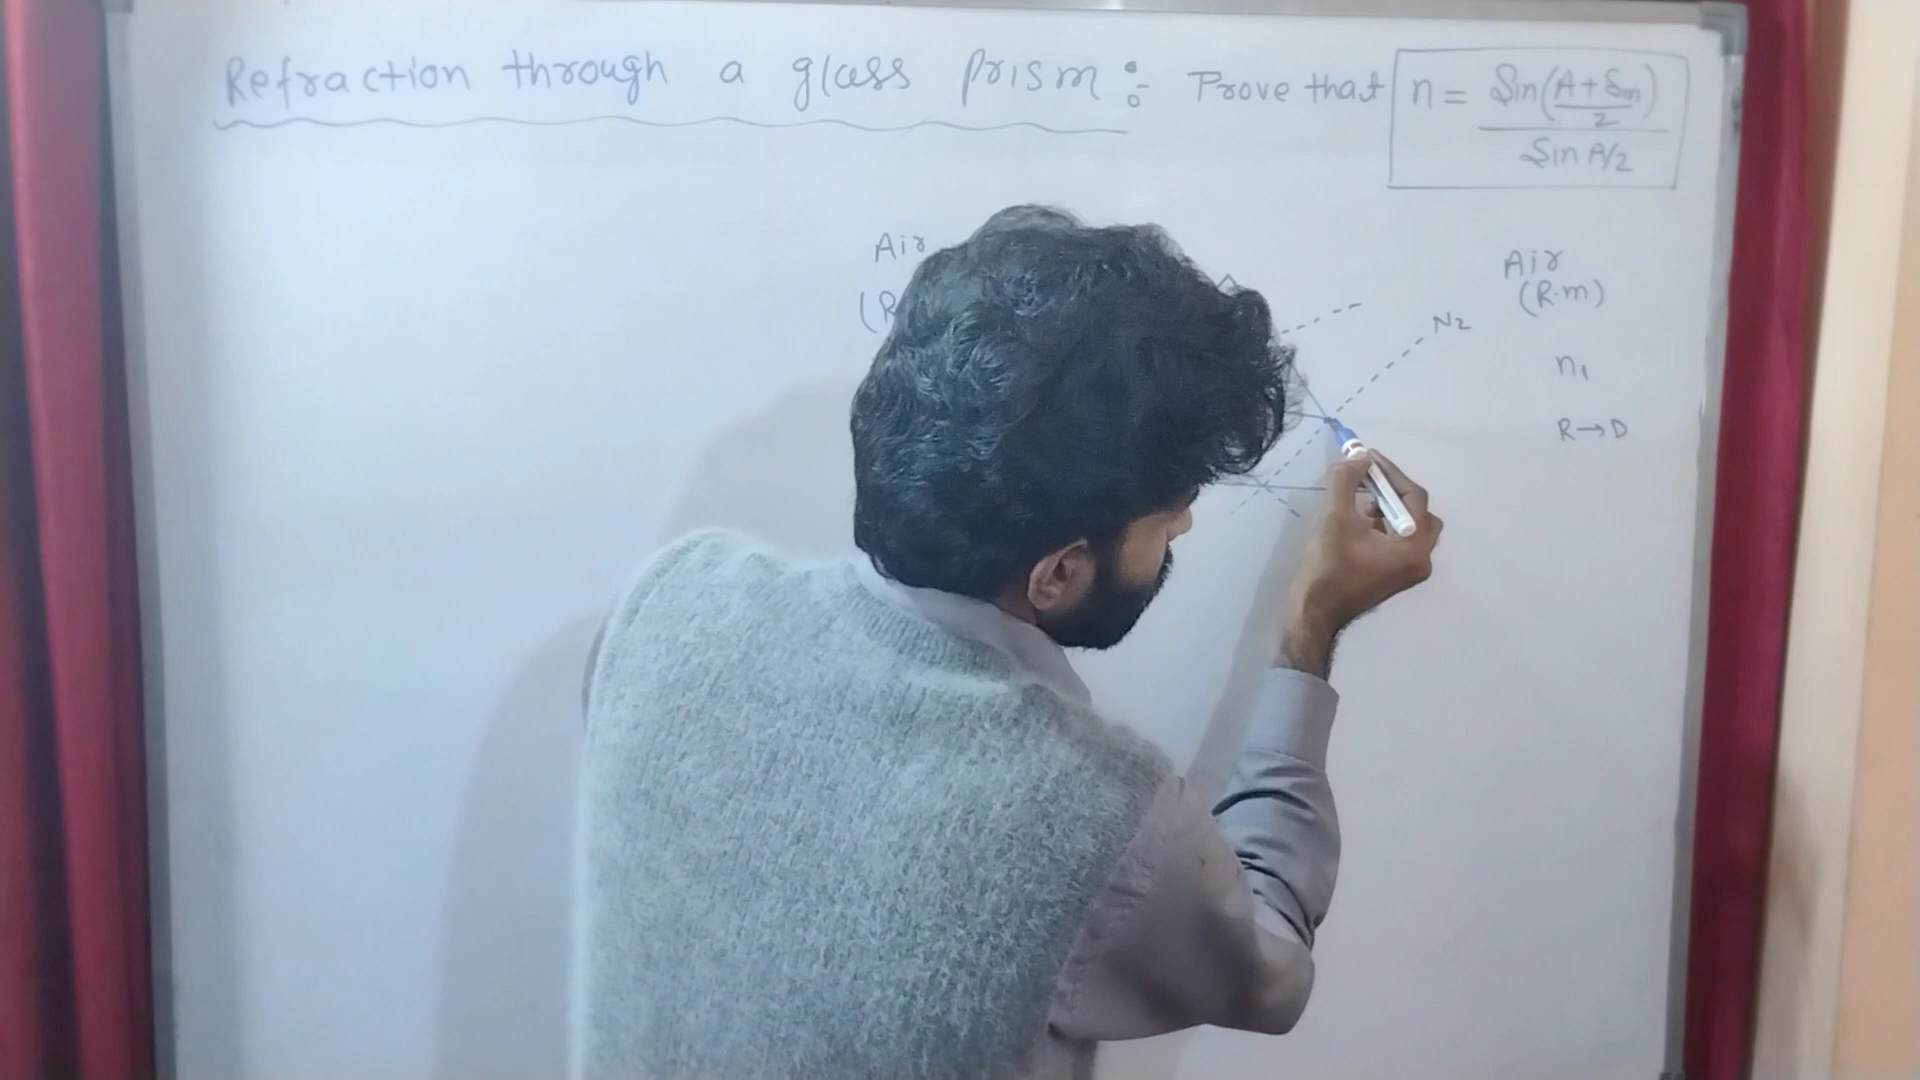 Refraction through a glass prism :- Prove that n = Sin(A+δm/2) / Sin A/2
Air
(R
Air
(R.m)
N2
n1
R→D